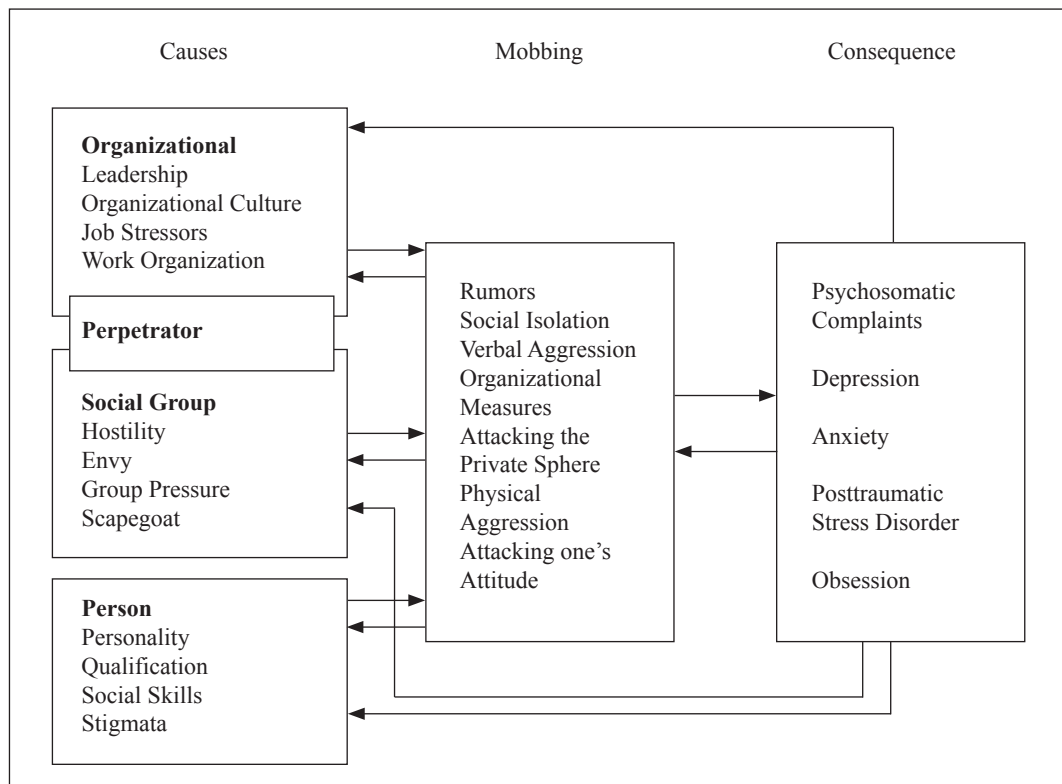 Causes
Mobbing
Consequence
Organizational
Leadership
Organizational Culture
Job Stressors
Work Organization
Perpetrator
Social Group
Hostility
Envy
Group Pressure
Scapegoat
Person
Personality
Qualification
Social Skills
Stigmata
Rumors
Social Isolation
Verbal Aggression
Organizational
Measures
Attacking the
Private Sphere
Physical
Aggression
Attacking one’s
Attitude
Psychosomatic
Complaints
Depression
Anxiety
Posttraumatic
Stress Disorder
Obsession